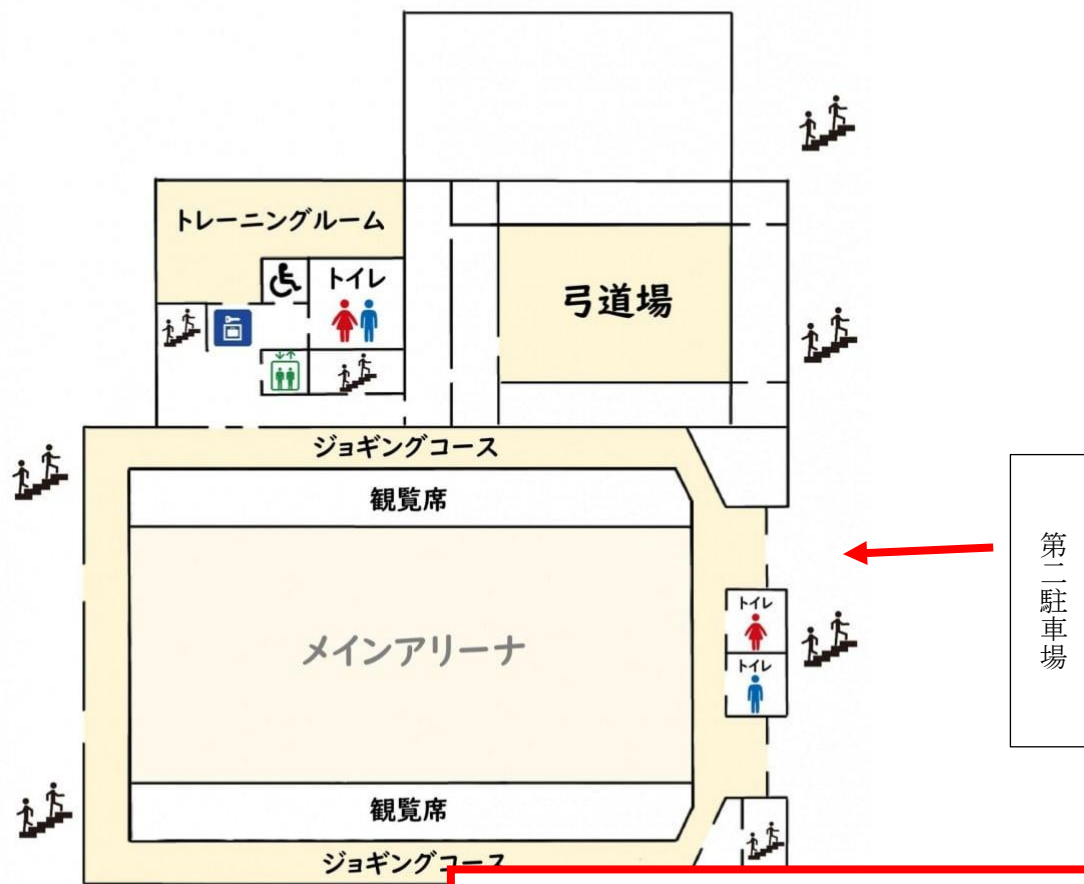 トレーニングルーム
トイレ
弓道場
ジョギングコース
観覧席
第二駐車場
トイレ
メインアリーナ
トイレ
観覧席
ジョギングコース